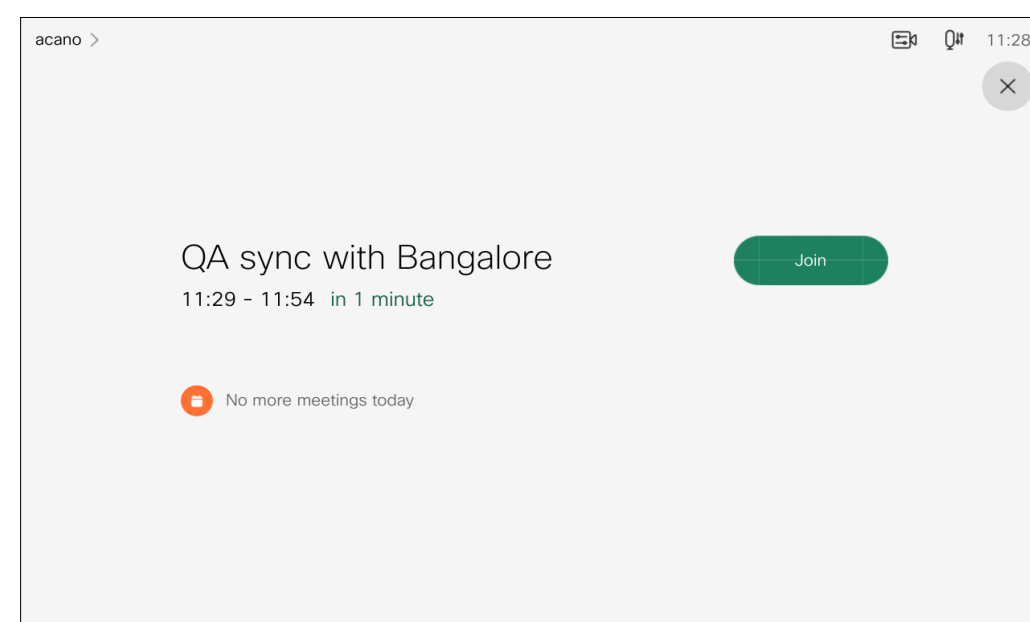 acano
11:28
QA sync with Bangalore
Join
11:29 - 11:54 in 1 minute
No more meetings today